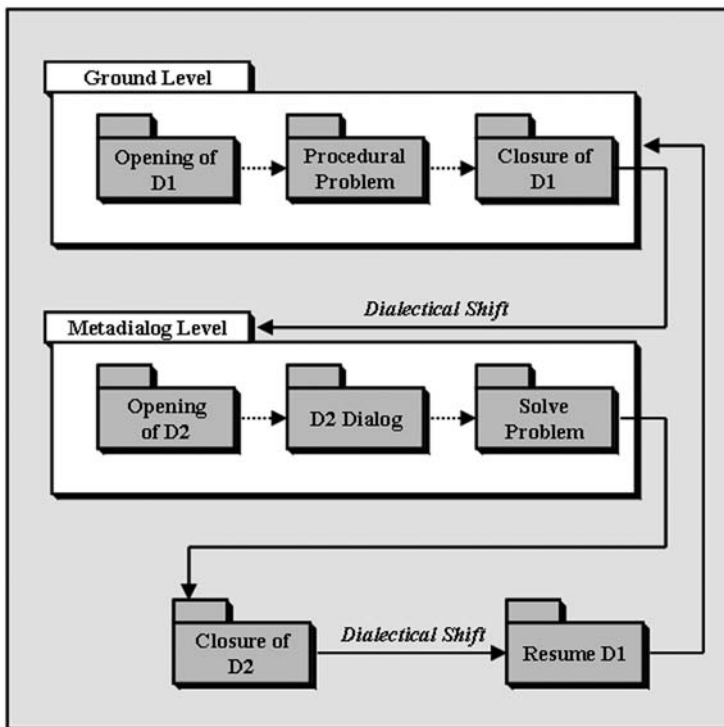 Ground Level
Opening of
D1
Procedural
Problem
Closure of
D1
Dialectical Shift
Metadialog Level
Opening
of D2
D2 Dialog
Solve
Problem
Closure of
D2
Dialectical Shift
Resume D1